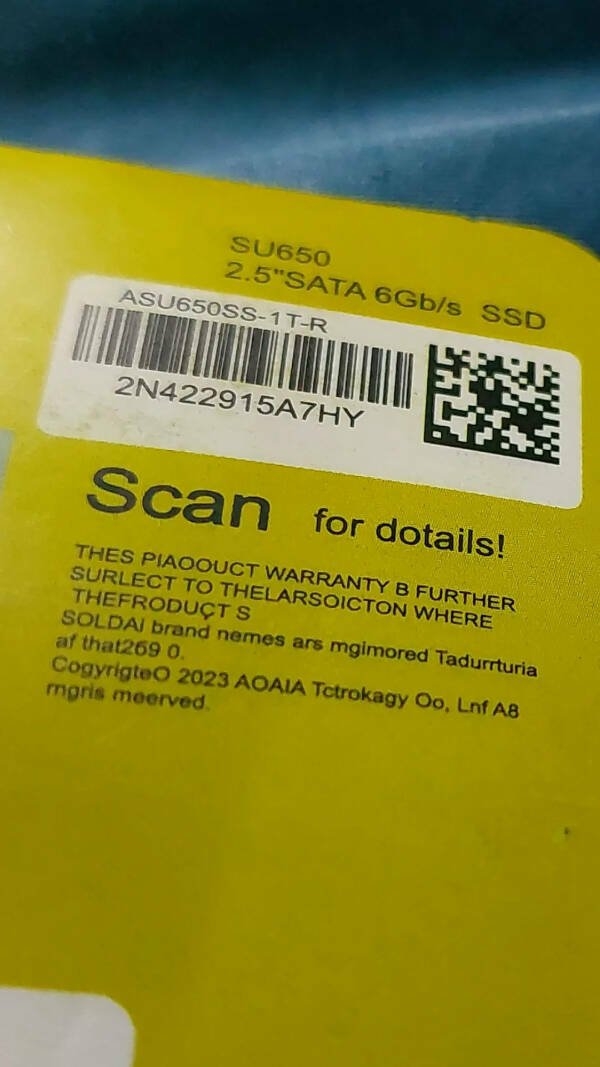 SU650
2.5"SATA 6Gb/s SSD
ASU650SS-1T-R
2N422915A7HY
Scan for dotails!
THES PIAOOUCT WARRANTY B FURTHER
SURLECT TO THELARSOICTON WHERE
THEFRODUÇT S
SOLDAI brand nemes ars mgimored Tadurrturia
af that269 0.
CogyrigteO 2023 AOAIA Tctrokagy Oo, Lnf A8
mgris meerved.